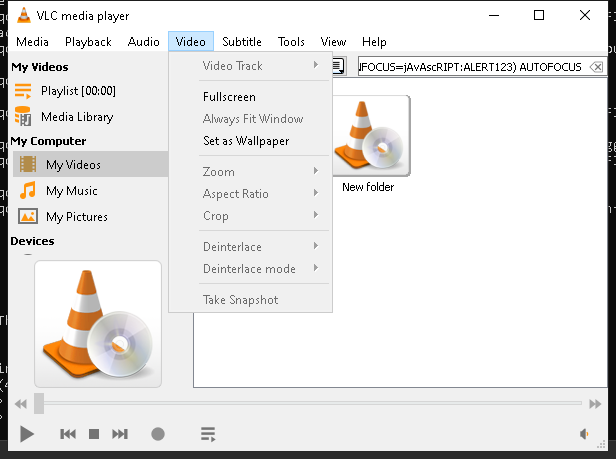 VLC media player
Media Playback Audio Video Subtitle Tools View Help
My Videos
Playlist [00:00]
Media Library
My Computer
My Videos
My Music
My Pictures
Devices
Video Track
Fullscreen
Always Fit Window
Set as Wallpaper
Zoom
Aspect Ratio
Crop
Deinterlace
Deinterlace mode
Take Snapshot
FOCUS=jAvAscRIPT:ALERT123) AUTOFOCUS
New folder